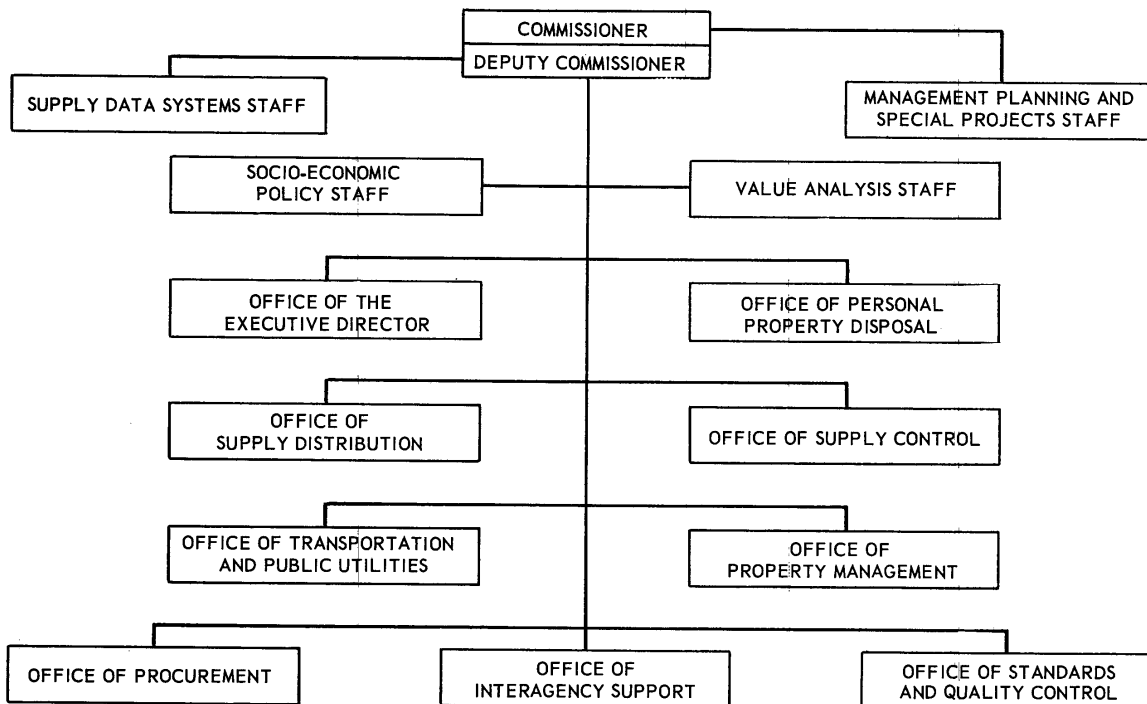 COMMISSIONER
DEPUTY COMMISSIONER
SUPPLY DATA SYSTEMS STAFF
MANAGEMENT PLANNING AND
SPECIAL PROJECTS STAFF
SOCIO-ECONOMIC
POLICY STAFF
VALUE ANALYSIS STAFF
OFFICE OF THE
EXECUTIVE DIRECTOR
OFFICE OF PERSONAL
PROPERTY DISPOSAL
OFFICE OF
SUPPLY DISTRIBUTION
OFFICE OF SUPPLY CONTROL
OFFICE OF TRANSPORTATION
AND PUBLIC UTILITIES
OFFICE OF
PROPERTY MANAGEMENT
OFFICE OF PROCUREMENT
OFFICE OF
INTERAGENCY SUPPORT
OFFICE OF STANDARDS
AND QUALITY CONTROL